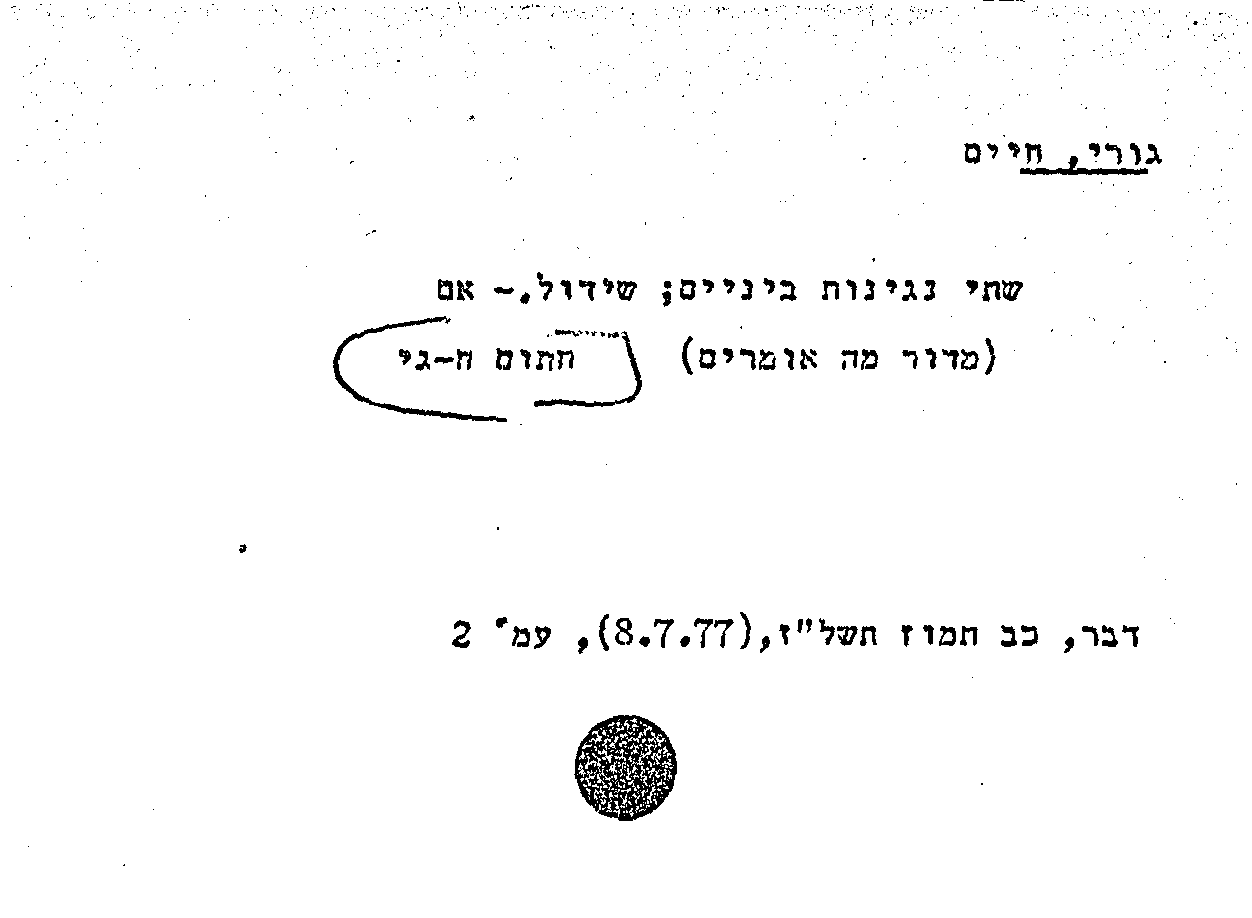 גורי, חיים
שתי נגינות ביניים; שידול.- אם
(מדור מה אומרים) חתום ח-גי
דבר, כב תמוז תשל"ז,(8.7.77), עמ' 2